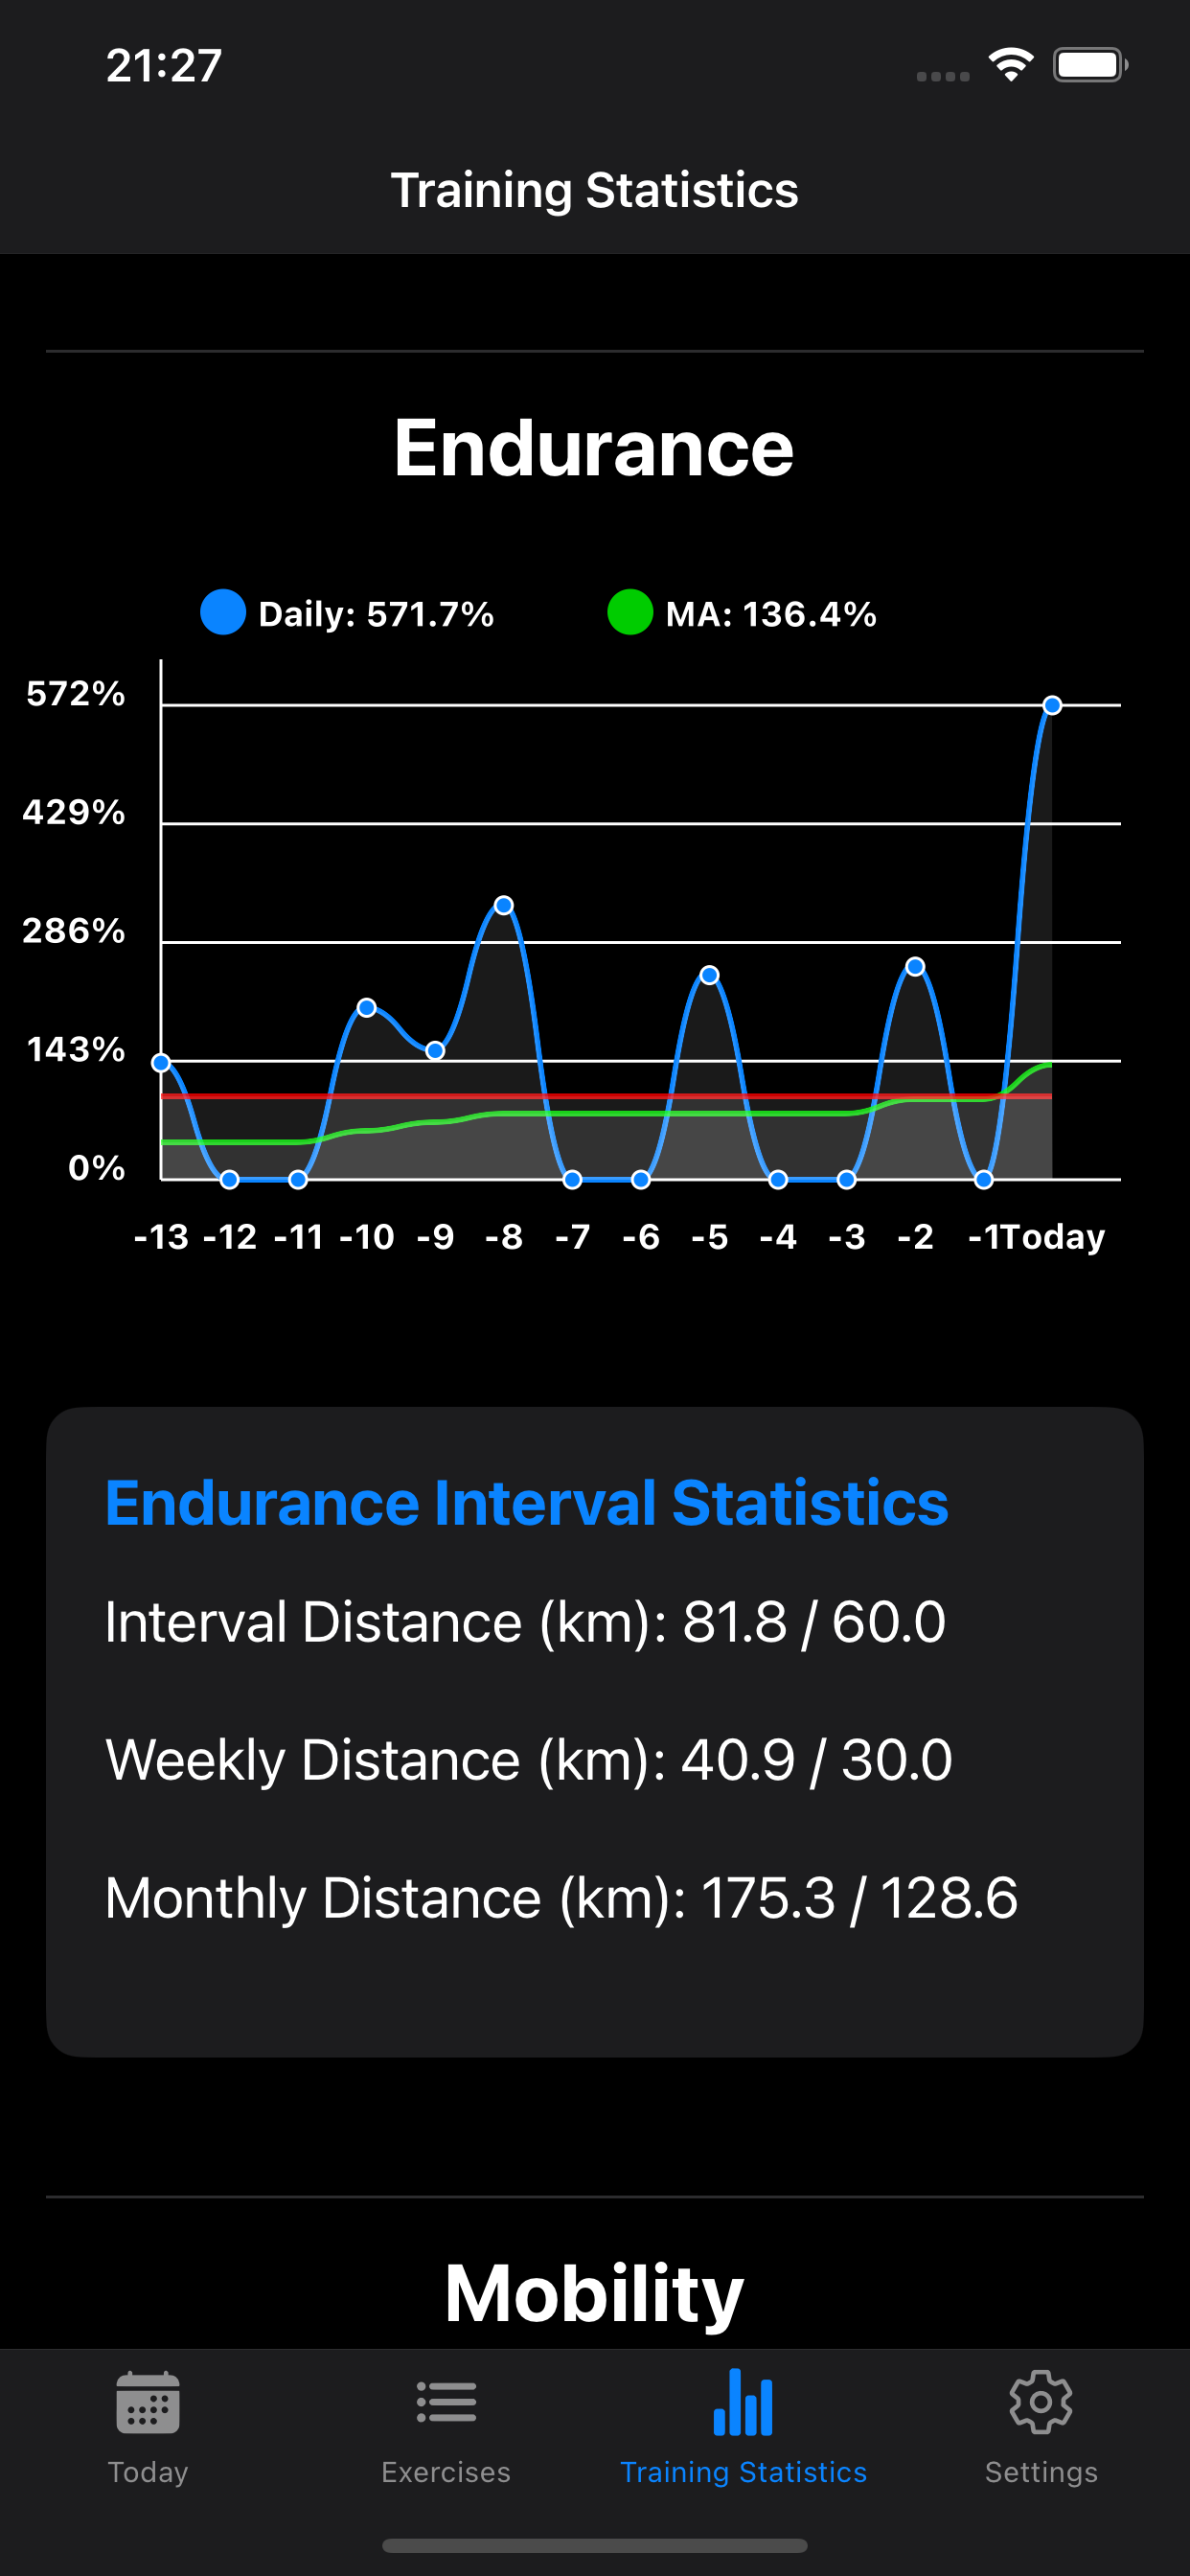 21:27
Training Statistics
Endurance
Daily: 571.7% MA: 136.4%
572%
429%
286%
143%
0%
-13 -12 -11 -10 -9 -8 -7 -6 -5 -4 -3 -2 -1 Today
Endurance Interval Statistics
Interval Distance (km): 81.8 / 60.0
Weekly Distance (km): 40.9 / 30.0
Monthly Distance (km): 175.3 / 128.6
Mobility
Today Exercises Training Statistics Settings